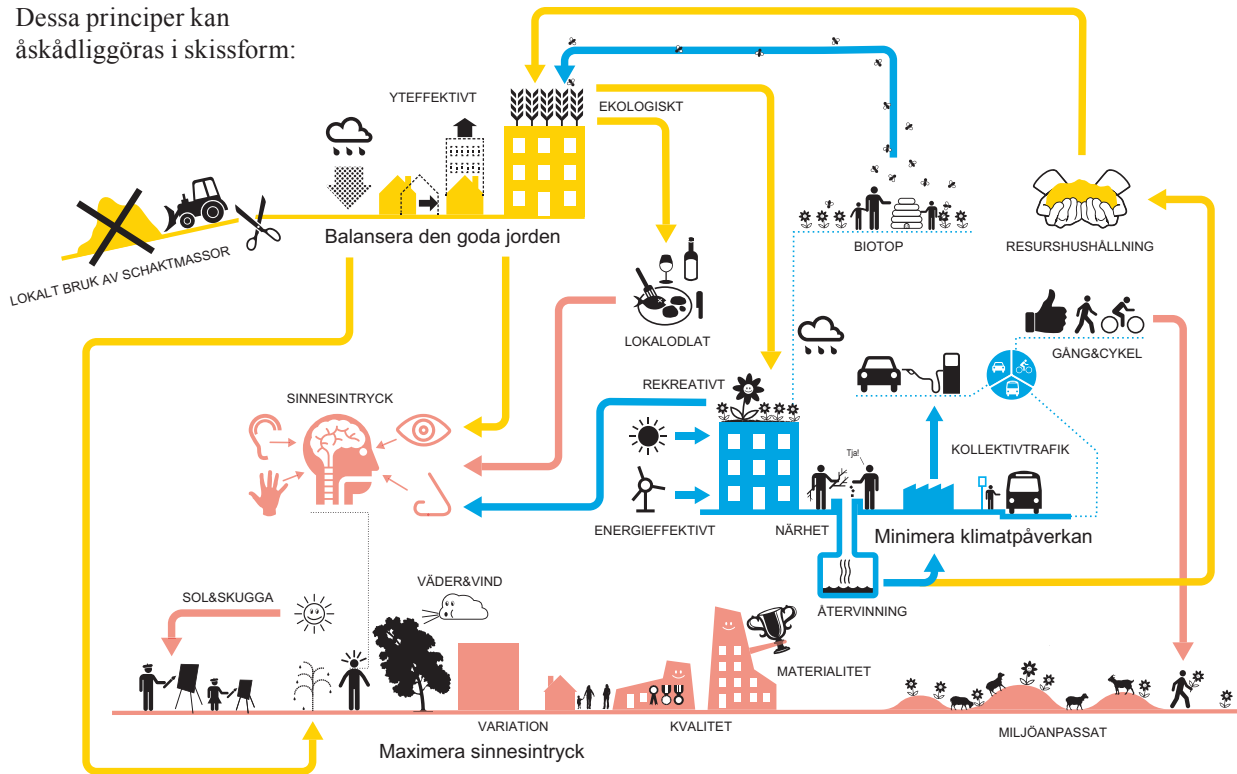 Dessa principer kan
åskådliggöras i skissform:
YTEFFEKTIVT
EKOLOGISKT
LOKALT BRUK AV SCHAKTMASSOR
Balansera den goda jorden
BIOTOP
RESURSHUSHÅLLNING
LOKALODLAT
GÅNG&CYKEL
SINNESINTRYCK
REKREATIVT
KOLLEKTIVTRAFIK
Tja!
ENERGIEFFEKTIVT
NÄRHET
Minimera klimatpåverkan
VÄDER&VIND
SOL&SKUGGA
ÅTERVINNING
MATERIALITET
VARIATION
KVALITET
MILJÖANPASSAT
Maximera sinnesintryck